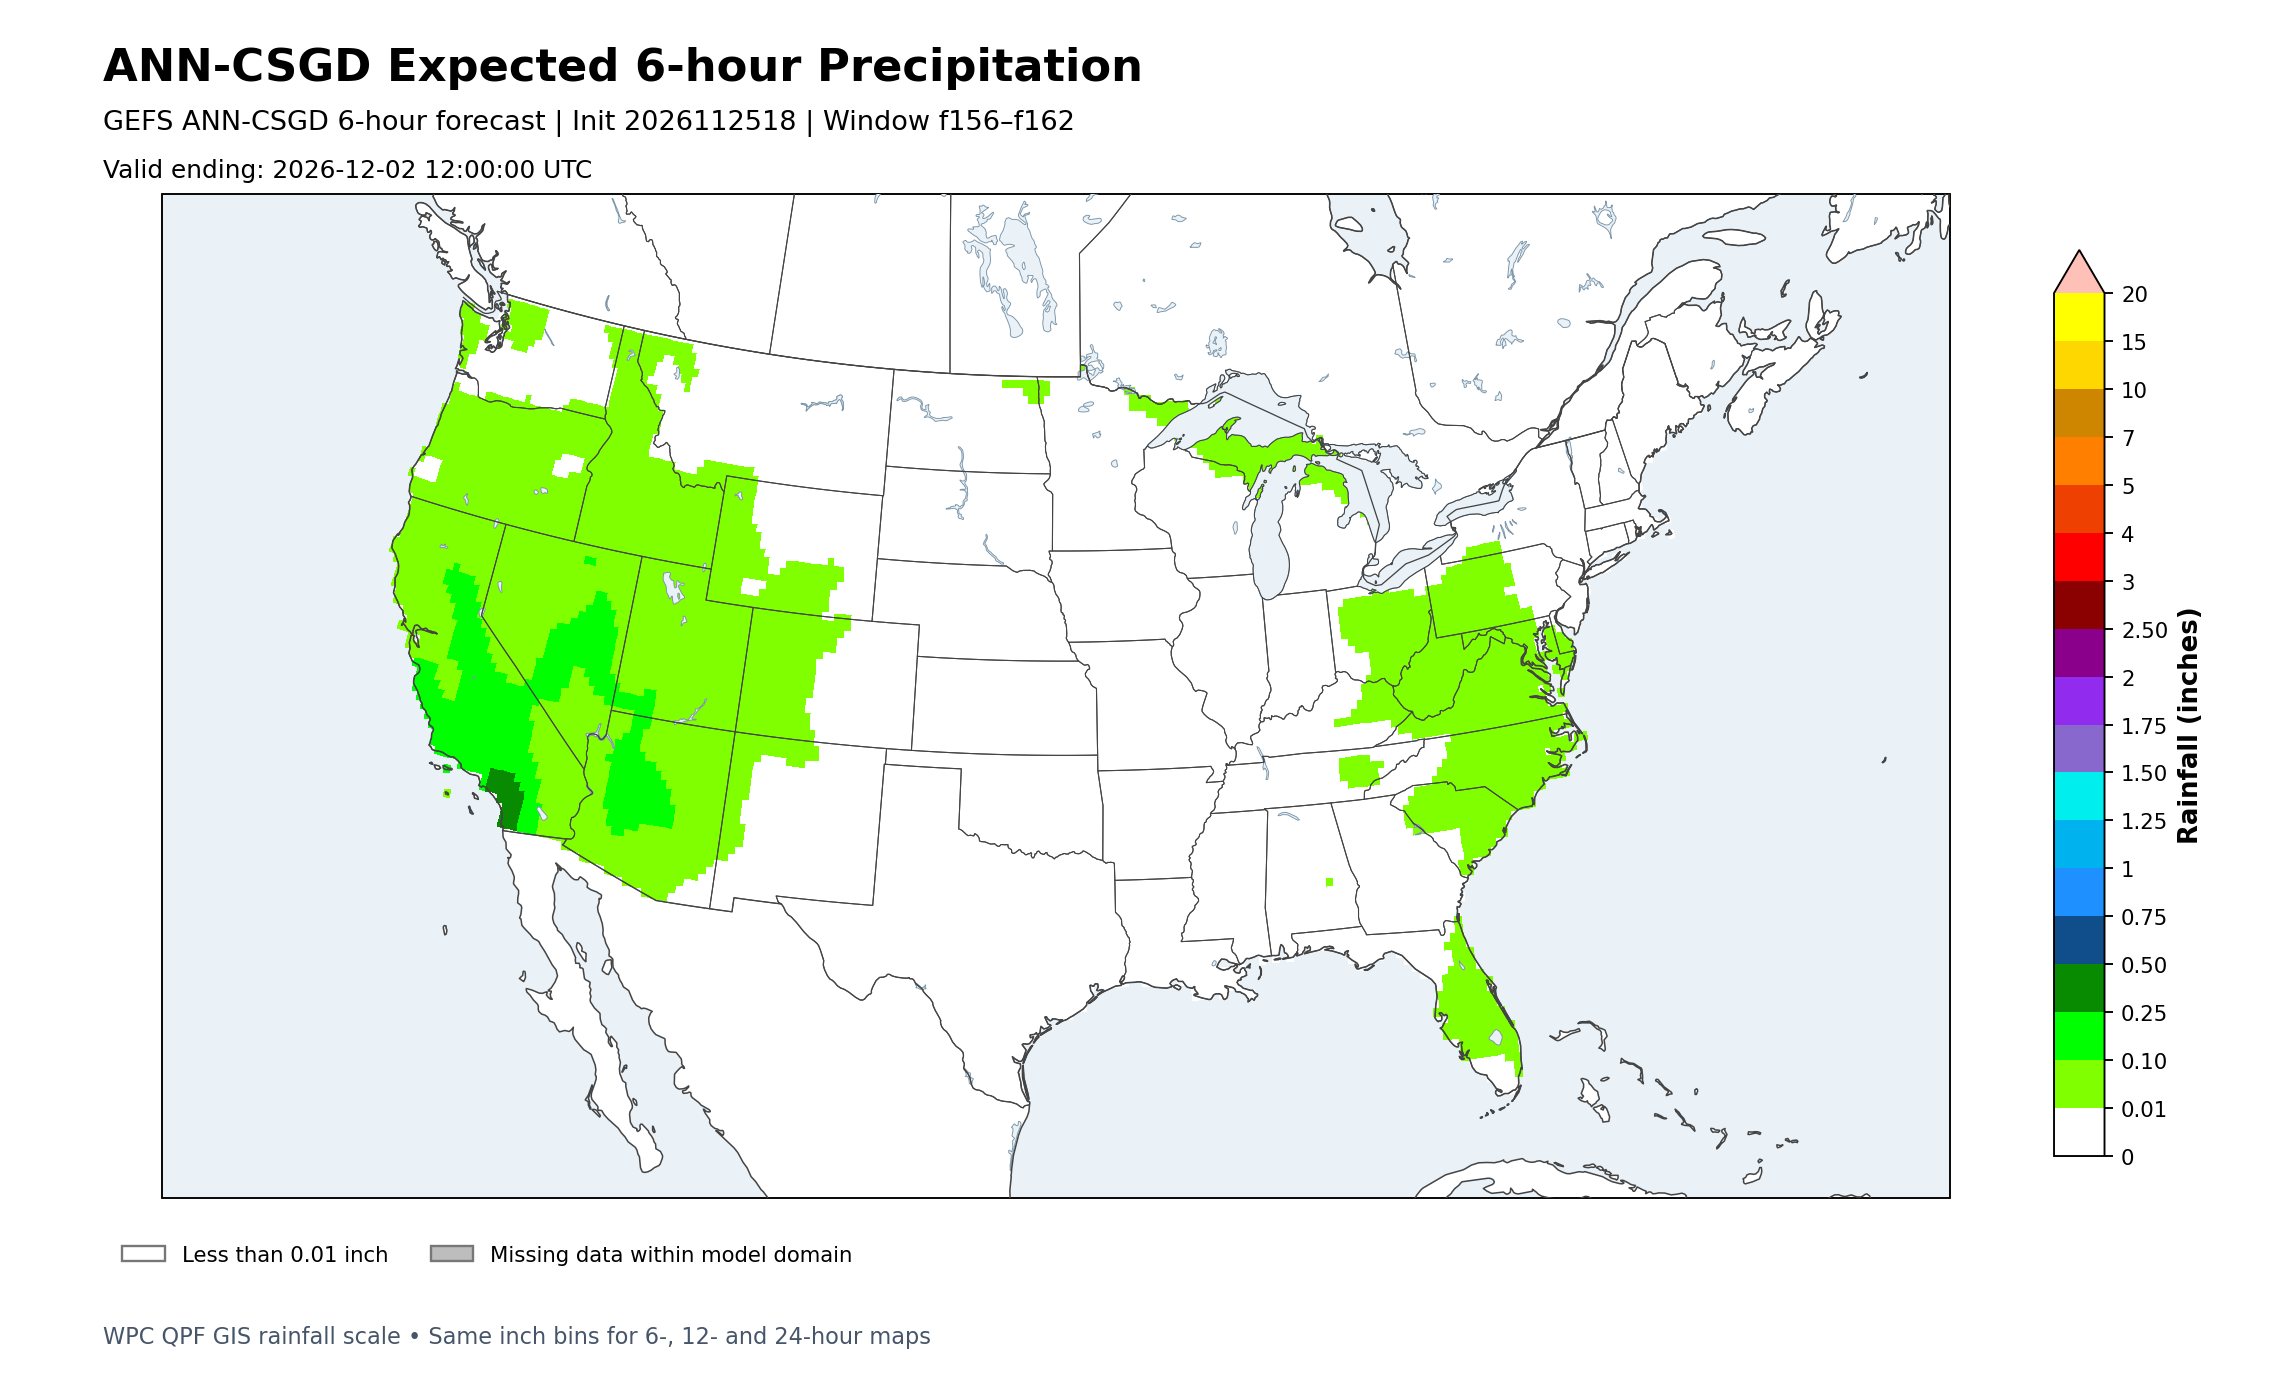 ANN-CSGD Expected 6-hour Precipitation
GEFS ANN-CSGD 6-hour forecast | Init 2026112518 | Window f156–f162
Valid ending: 2026-12-02 12:00:00 UTC
20
15
10
7
5
4
3
2.50
2
1.75
1.50
1.25
1
0.75
0.50
0.25
0.10
0.01
0
Rainfall (inches)
Less than 0.01 inch
Missing data within model domain
WPC QPF GIS rainfall scale • Same inch bins for 6-, 12- and 24-hour maps